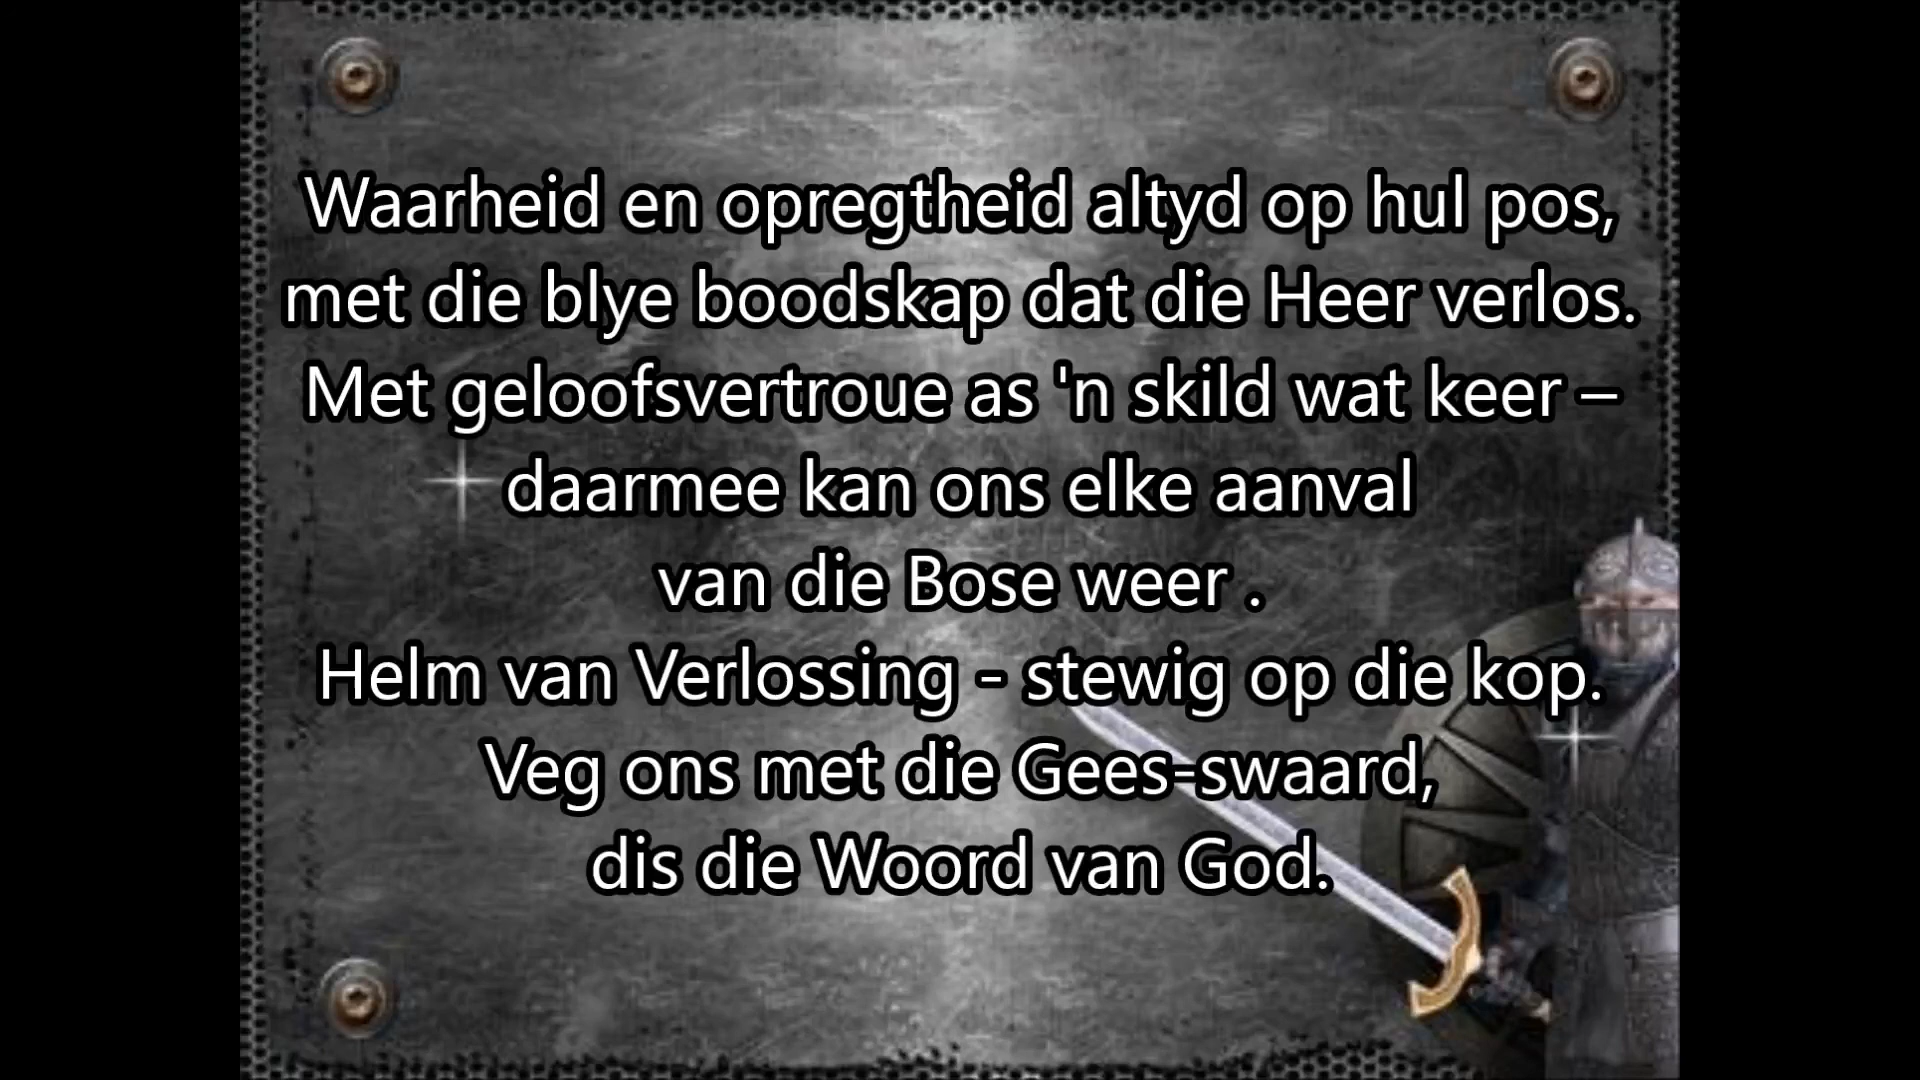 Waarheid en opregtheid altyd op hul pos,
met die blye boodskap dat die Heer verlos.
Met geloofsvertroue as 'n skild wat keer –
daarmee kan ons elke aanval
van die Bose weer .
Helm van Verlossing - stewig op die kop.
Veg ons met die Gees-swaard,
dis die Woord van God.